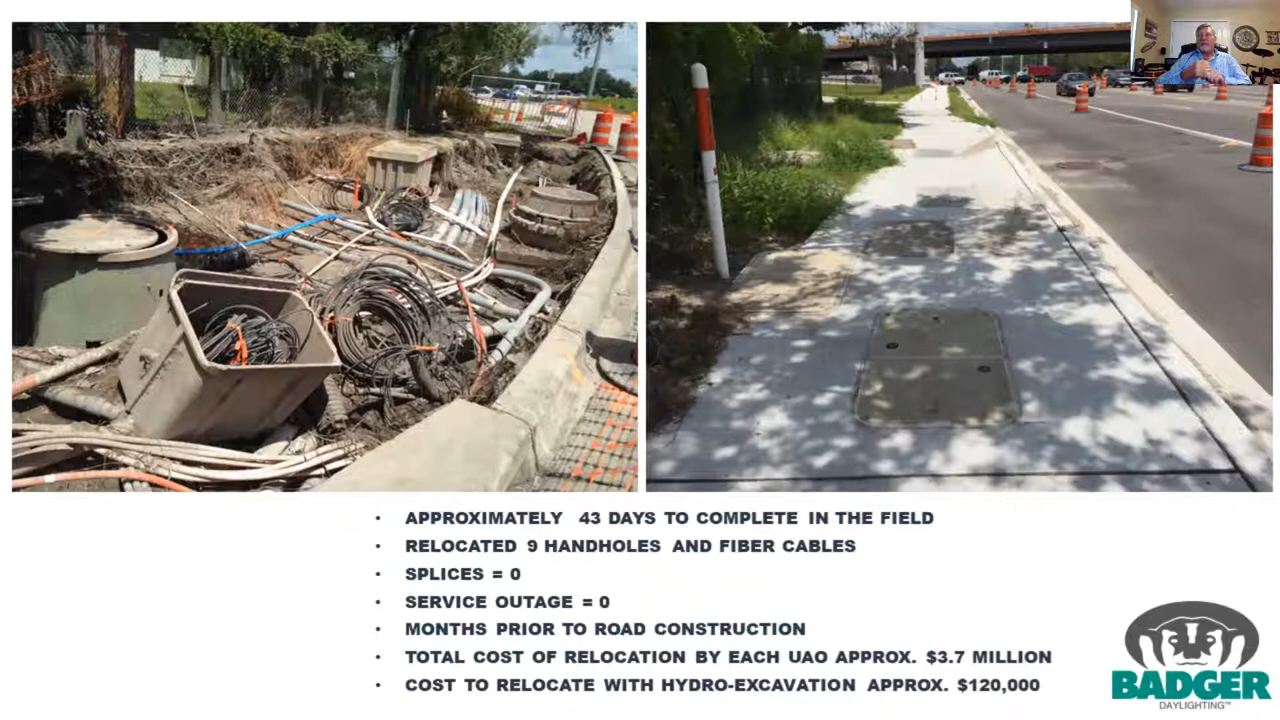 APPROXIMATELY 43 DAYS TO COMPLETE IN THE FIELD
RELOCATED 9 HANDHOLES AND FIBER CABLES
SPLICES = 0
SERVICE OUTAGE = 0
MONTHS PRIOR TO ROAD CONSTRUCTION
TOTAL COST OF RELOCATION BY EACH UAO APPROX. $3.7 MILLION
COST TO RELOCATE WITH HYDRO-EXCAVATION APPROX. $120,000
BADGER
DAYLIGHTING™